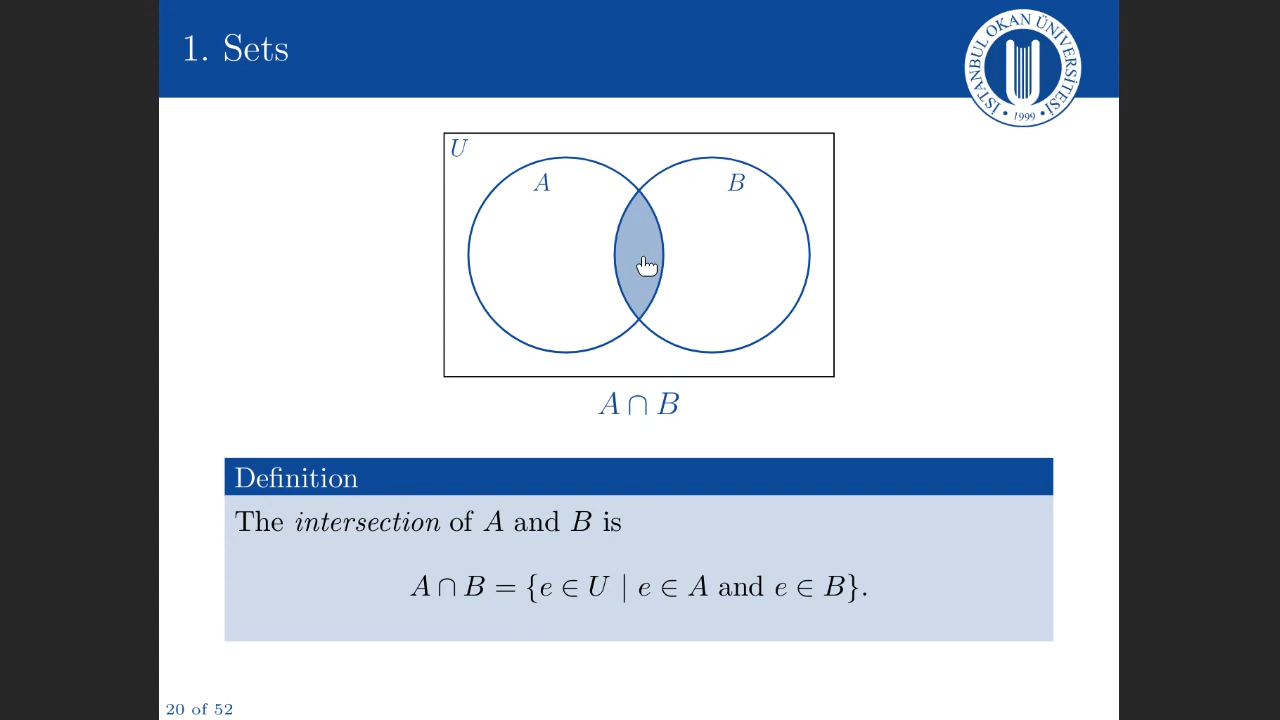 1. Sets
İSTANBUL OKAN ÜNİVERSİTESİ
• 1999 •
U
A
B
A ∩ B
Definition
The intersection of A and B is
A ∩ B = {e ∈ U | e ∈ A and e ∈ B}.
20 of 52